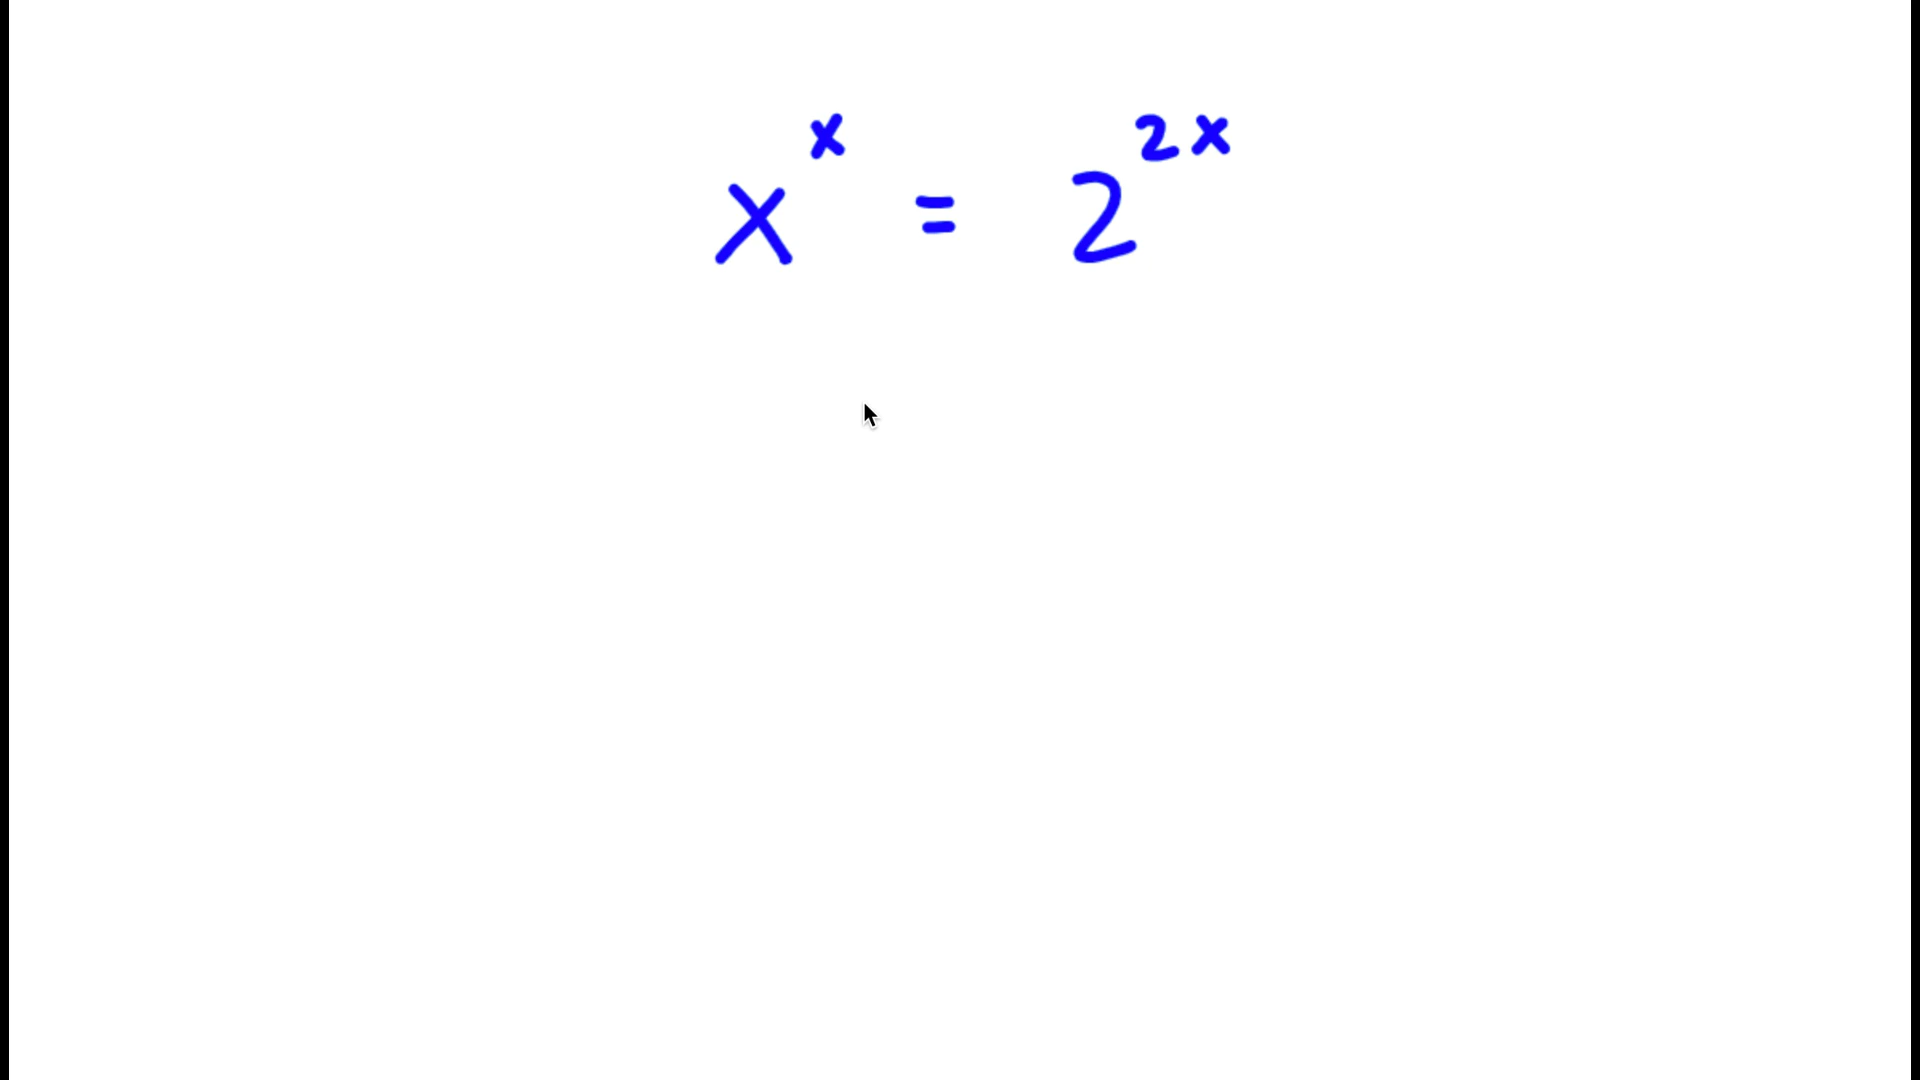 x^x = 2^{2x}